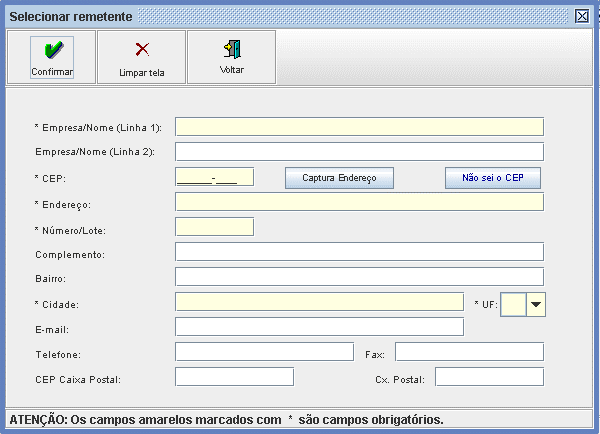 Selecionar remetente
Confirmar Limpar tela Voltar
* Empresa/Nome (Linha 1):
Empresa/Nome (Linha 2):
* CEP: _____-___ Captura Endereço Não sei o CEP
* Endereço:
* Número/Lote:
Complemento:
Bairro:
* Cidade: * UF:
E-mail:
Telefone: Fax:
CEP Caixa Postal: Cx. Postal:
ATENÇÃO: Os campos amarelos marcados com * são campos obrigatórios.